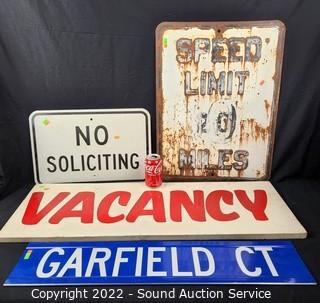 SPEED
LIMIT
10
MILES
NO
SOLICITING
Coca-Cola
VACANCY
GARFIELD CT
Copyright 2022 - Sound Auction Service